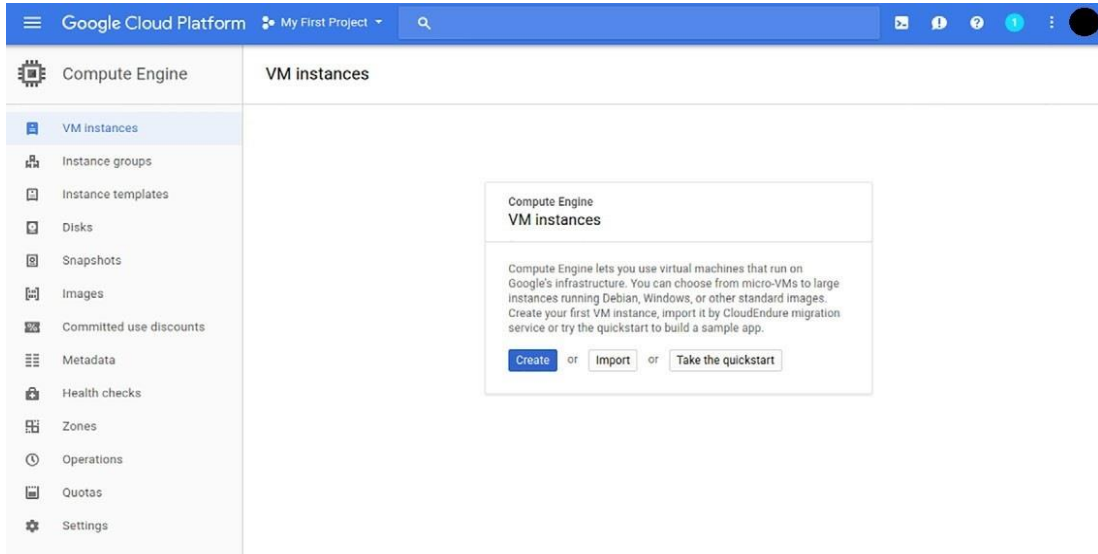 Google Cloud Platform My First Project 1
Compute Engine
VM instances
VM instances
Instance groups
Instance templates
Disks
Snapshots
Images
Committed use discounts
Metadata
Health checks
Zones
Operations
Quotas
Settings
Compute Engine
VM instances
Compute Engine lets you use virtual machines that run on
Google's infrastructure. You can choose from micro-VMs to large
instances running Debian, Windows, or other standard images.
Create your first VM instance, import it by CloudEndure migration
service or try the quickstart to build a sample app.
Create or Import or Take the quickstart